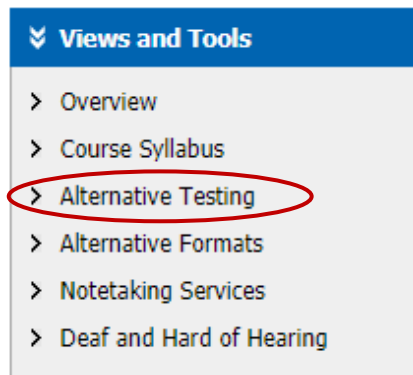 Views and Tools
Overview
Course Syllabus
Alternative Testing
Alternative Formats
Notetaking Services
Deaf and Hard of Hearing